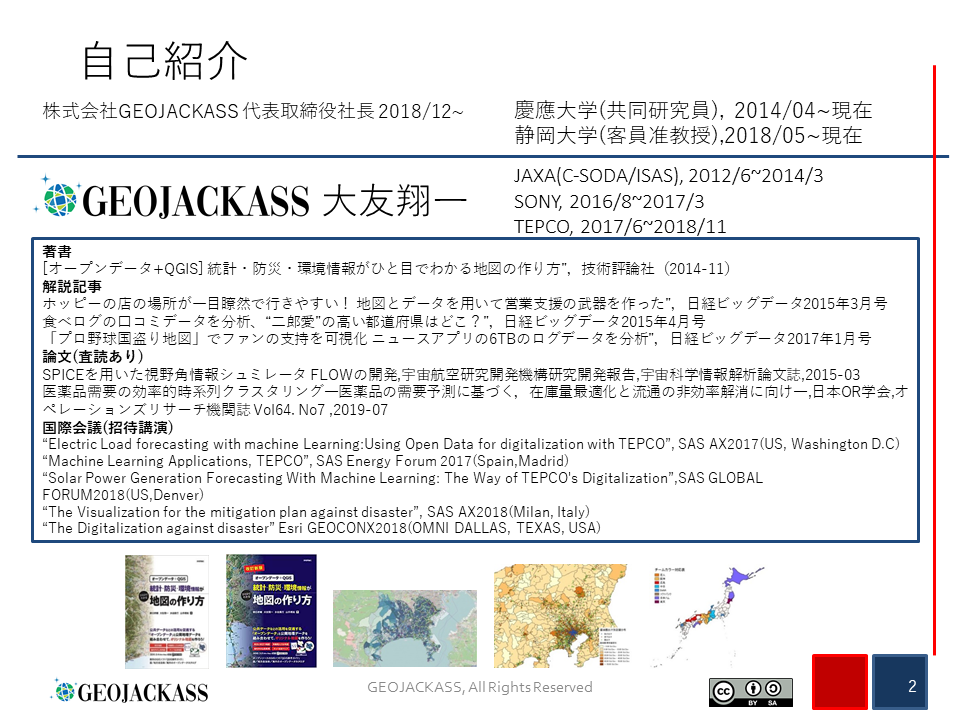 自己紹介
株式会社GEOJACKASS 代表取締役社長 2018/12~
慶應大学(共同研究員), 2014/04~現在
静岡大学(客員准教授),2018/05~現在
GEOJACKASS 大友翔一
JAXA(C-SODA/ISAS), 2012/6~2014/3
SONY, 2016/8~2017/3
TEPCO, 2017/6~2018/11
著書
[オープンデータ+QGIS] 統計・防災・環境情報がひと目でわかる地図の作り方”, 技術評論社 (2014-11)
解説記事
ホッピーの店の場所が一目瞭然で行きやすい！ 地図とデータを用いて営業支援の武器を作った”, 日経ビッグデータ2015年3月号
食べログの口コミデータを分析、“二郎愛”の高い都道府県はどこ？”, 日経ビッグデータ2015年4月号
「プロ野球国盗り地図」でファンの支持を可視化 ニュースアプリの6TBのログデータを分析”, 日経ビッグデータ2017年1月号
論文(査読あり)
SPICEを用いた視野角情報シュミレータ FLOWの開発,宇宙航空研究開発機構研究開発報告,宇宙科学情報解析論文誌,2015-03
医薬品需要の効率的時系列クラスタリング―医薬品の需要予測に基づく, 在庫量最適化と流通の非効率解消に向けー,日本OR学会,オ
ペレーションズリサーチ機関誌 Vol64. No7 ,2019-07
国際会議(招待講演)
“Electric Load forecasting with machine Learning:Using Open Data for digitalization with TEPCO”, SAS AX2017(US, Washington D.C)
“Machine Learning Applications, TEPCO”, SAS Energy Forum 2017(Spain,Madrid)
“Solar Power Generation Forecasting With Machine Learning: The Way of TEPCO's Digitalization”,SAS GLOBAL
FORUM2018(US,Denver)
“The Visualization for the mitigation plan against disaster”, SAS AX2018(Milan, Italy)
“The Digitalization against disaster” Esri GEOCONX2018(OMNI DALLAS, TEXAS, USA)
オープンデータ+QGIS
統計・防災・環境情報が
地図の作り方
改訂新版
オープンデータ+QGIS
統計・防災・環境情報が
地図の作り方
GEOJACKASS
GEOJACKASS, All Rights Reserved
cc BY SA
2